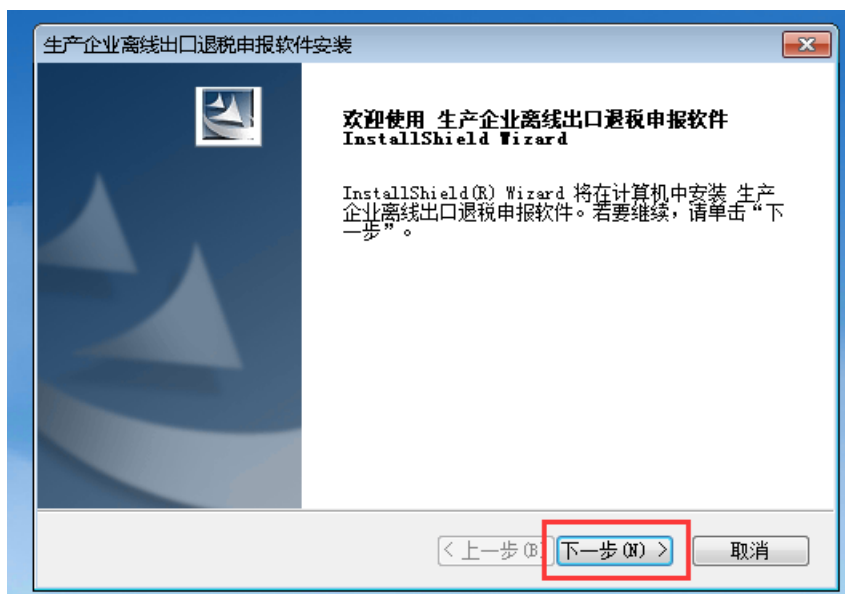 生产企业离线出口退税申报软件安装
欢迎使用 生产企业离线出口退税申报软件
InstallShield Wizard
InstallShield(R) Wizard 将在计算机中安装 生产
企业离线出口退税申报软件。若要继续，请单击“下
一步”。
< 上一步(B)
下一步(N) >
取消